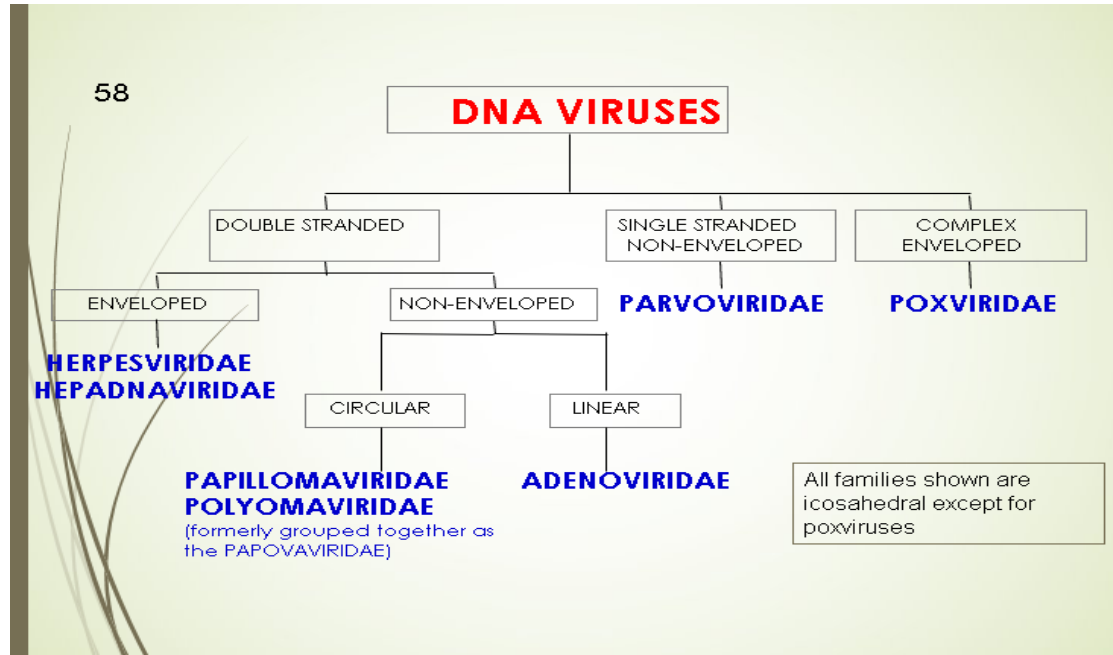 58
DNA VIRUSES
DOUBLE STRANDED
SINGLE STRANDED
NON-ENVELOPED
COMPLEX
ENVELOPED
ENVELOPED
NON-ENVELOPED
PARVOVIRIDAE
POXVIRIDAE
HERPESVIRIDAE
HEPADNAVIRIDAE
CIRCULAR
LINEAR
PAPILLOMAVIRIDAE
POLYOMAVIRIDAE
(formerly grouped together as
the PAPOVAVIRIDAE)
ADENOVIRIDAE
All families shown are
icosahedral except for
poxviruses